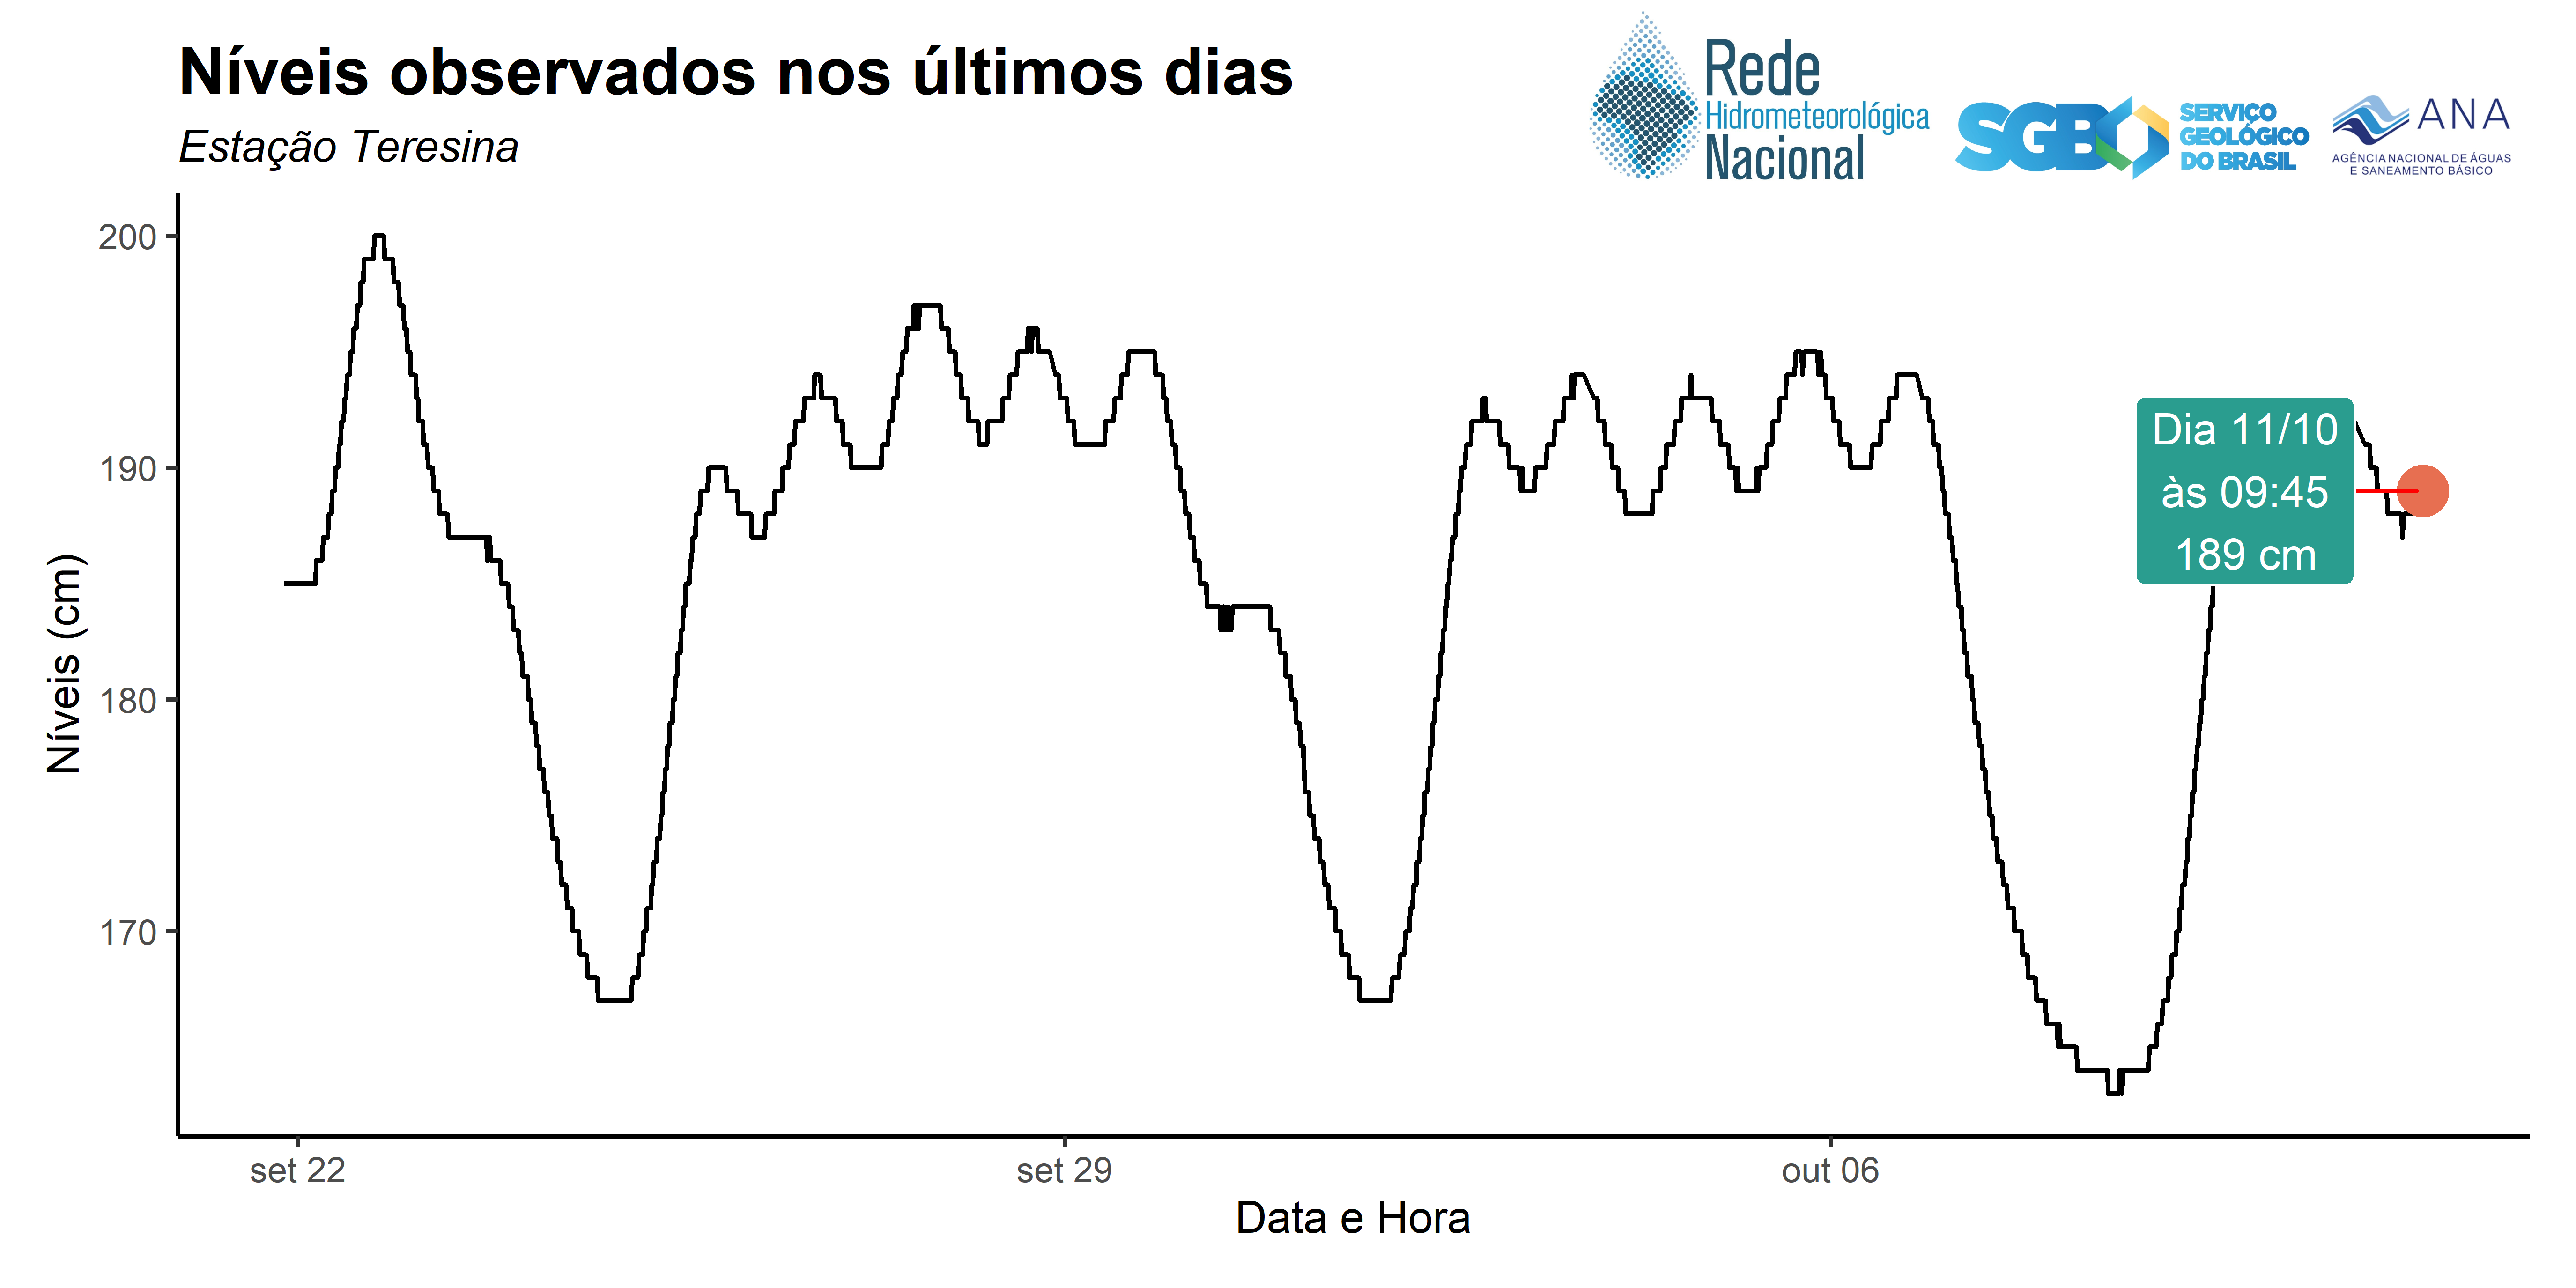 Níveis observados nos últimos dias
Estação Teresina
Rede
Hidrometeorológica
Nacional
SGB
SERVIÇO
GEOLÓGICO
DO BRASIL
ANA
AGÊNCIA NACIONAL DE ÁGUAS
E SANEAMENTO BÁSICO
Níveis (cm)
200
190
180
170
Dia 11/10
às 09:45
189 cm
set 22
set 29
out 06
Data e Hora